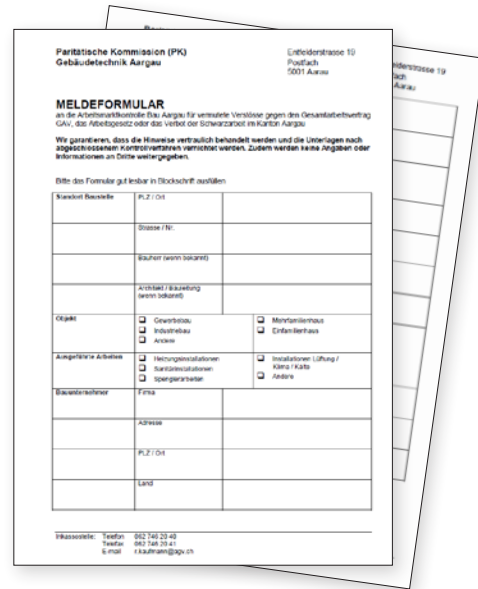 Paritätische Kommission (PK)
Gebäudetechnik Aargau
Entfelderstrasse 19
Postfach
5001 Aarau
MELDEFORMULAR
an die Arbeitsmarktkontrolle Bau Aargau für vermutete Verstösse gegen den Gesamtarbeitsvertrag
GAV, das Arbeitsgesetz oder das Verbot der Schwarzarbeit im Kanton Aargau
Wir garantieren, dass die Hinweise vertraulich behandelt werden und die Unterlagen nach
abgeschlossenem Kontrollverfahren vernichtet werden. Zudem werden keine Angaben oder
Informationen an Dritte weitergegeben.
Bitte das Formular gut lesbar in Blockschrift ausfüllen
Standort Baustelle PLZ / Ort
Strasse / Nr.
Bauherr (wenn bekannt)
Architekt / Bauleitung
(wenn bekannt)
Objekt
Gewerbebau
Industriebau
Andere
Mehrfamilienhaus
Einfamilienhaus
Ausgeführte Arbeiten
Heizungsinstallationen
Sanitärinstallationen
Spenglerarbeiten
Installationen Lüftung /
Klima / Kälte
Andere
Bauunternehmer Firma
Adresse
PLZ / Ort
Land
Inkassostelle: Telefon 062 746 20 40
Telefax 062 746 20 41
E-mail r.kaufmann@agv.ch
elderstrasse 19
fach
Aarau